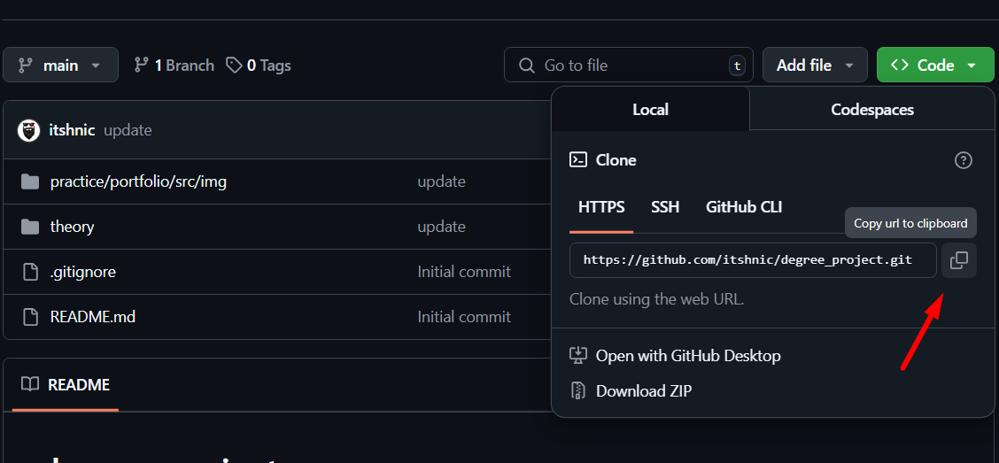 main
1 Branch
0 Tags
Go to file
t
Add file
Code
itshnic update
practice/portfolio/src/img update
theory update
.gitignore Initial commit
README.md Initial commit
README
Local
Codespaces
Clone
HTTPS
SSH
GitHub CLI
Copy url to clipboard
https://github.com/itshnic/degree_project.git
Clone using the web URL.
Open with GitHub Desktop
Download ZIP